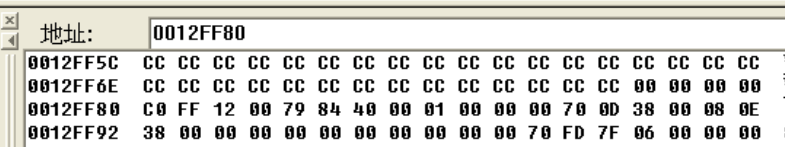 地址: 0012FF80
0012FF5C CC CC CC CC CC CC CC CC CC CC CC CC CC CC CC CC CC CC
0012FF6E CC CC CC CC CC CC CC CC CC CC CC CC CC CC 00 00 00 00
0012FF80 C0 FF 12 00 79 84 40 00 01 00 00 00 70 0D 38 00 08 0E
0012FF92 38 00 00 00 00 00 00 00 00 00 00 70 FD 7F 06 00 00 00